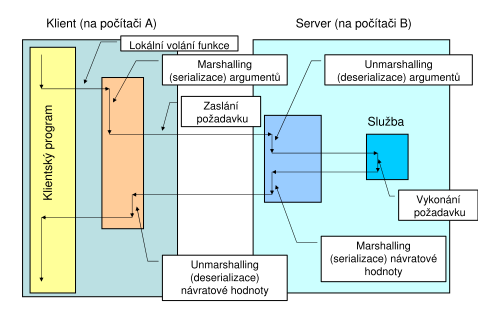 Klient (na počítači A)
Server (na počítači B)
Lokální volání funkce
Marshalling
(serializace) argumentů
Unmarshalling
(deserializace) argumentů
Zaslání
požadavku
Služba
Klientský program
Vykonání
požadavku
Marshalling
(serializace) návratové
hodnoty
Unmarshalling
(deserializace)
návratové hodnoty